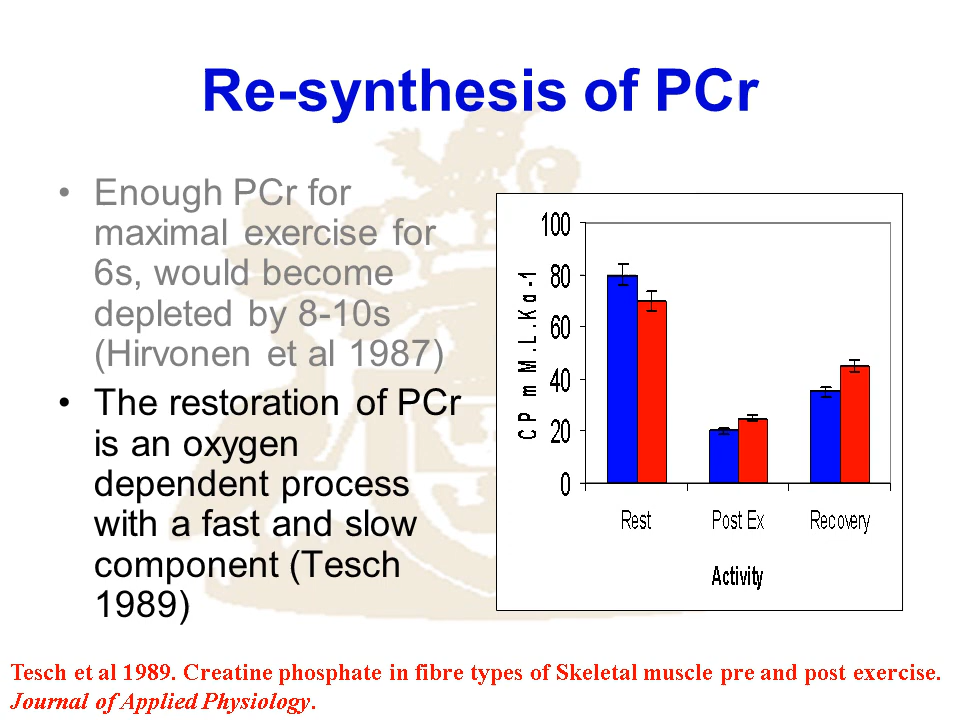 Re-synthesis of PCr
• Enough PCr for
maximal exercise for
6s, would become
depleted by 8-10s
(Hirvonen et al 1987)
• The restoration of PCr
is an oxygen
dependent process
with a fast and slow
component (Tesch
1989)
CP mM.L.Kg-1
100
80
60
40
20
0
Rest Post Ex Recovery
Activity
Tesch et al 1989. Creatine phosphate in fibre types of Skeletal muscle pre and post exercise.
Journal of Applied Physiology.